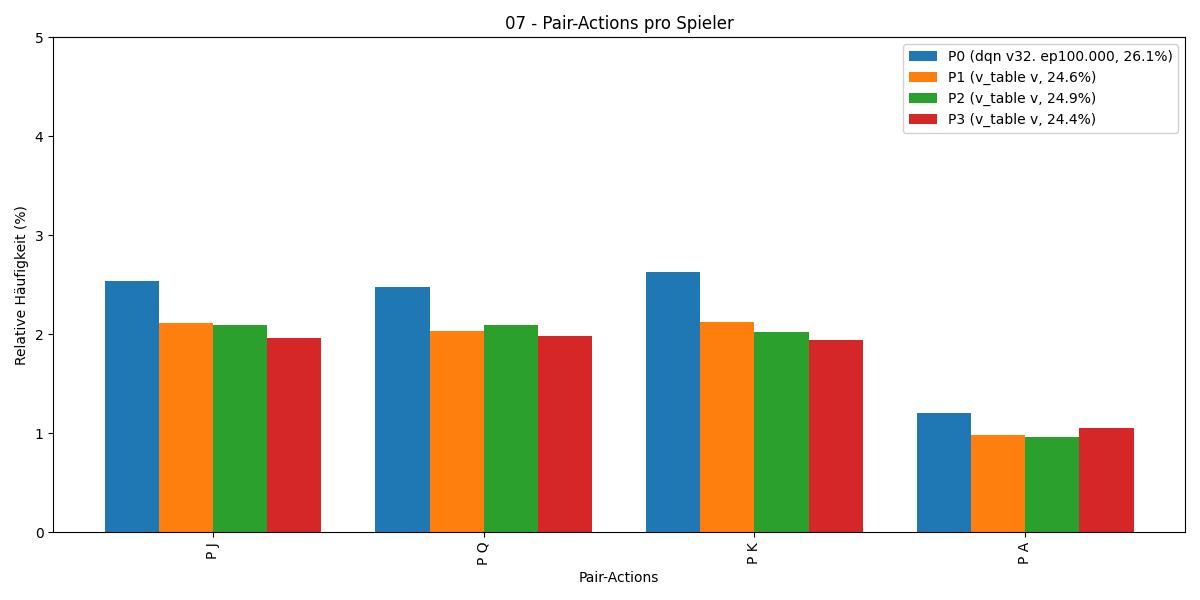 07 - Pair-Actions pro Spieler
P0 (dqn v32. ep100.000, 26.1%)
P1 (v_table v, 24.6%)
P2 (v_table v, 24.9%)
P3 (v_table v, 24.4%)
Relative Häufigkeit (%)
5
4
3
2
1
0
P J
P Q
P K
P A
Pair-Actions